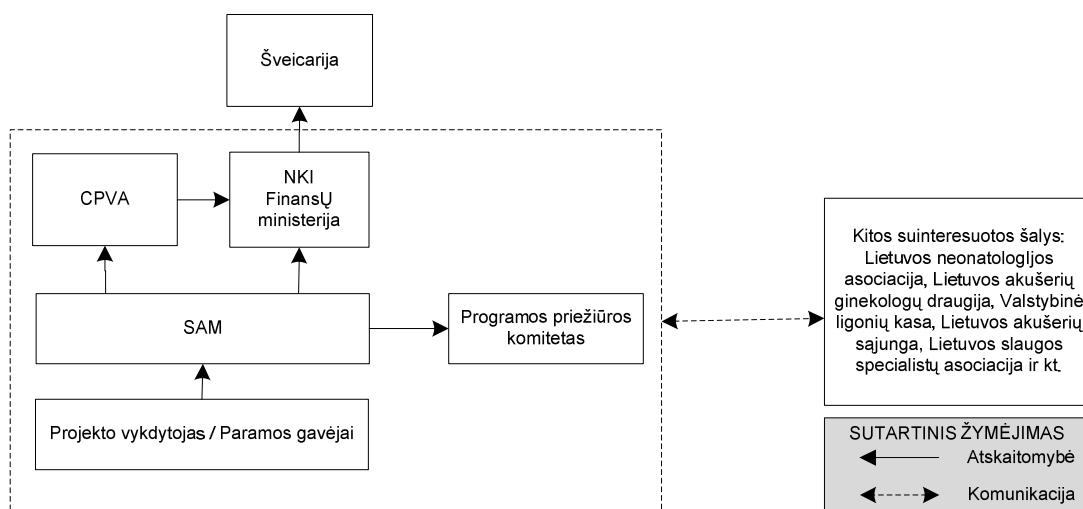 Šveicarija
CPVA
NKI
FinansŲ
ministerija
SAM
Programos priežiūros
komitetas
Projekto vykdytojas / Paramos gavėjai
Kitos suinteresuotos šalys:
Lietuvos neonatologIjos
asociacija, Lietuvos akušerių
ginekologų draugija, Valstybinė
ligonių kasa, Lietuvos akušerių
sąjunga, Lietuvos slaugos
specialistų asociacija ir kt.
SUTARTINIS ŽYMĖJIMAS
Atskaitomybė
Komunikacija